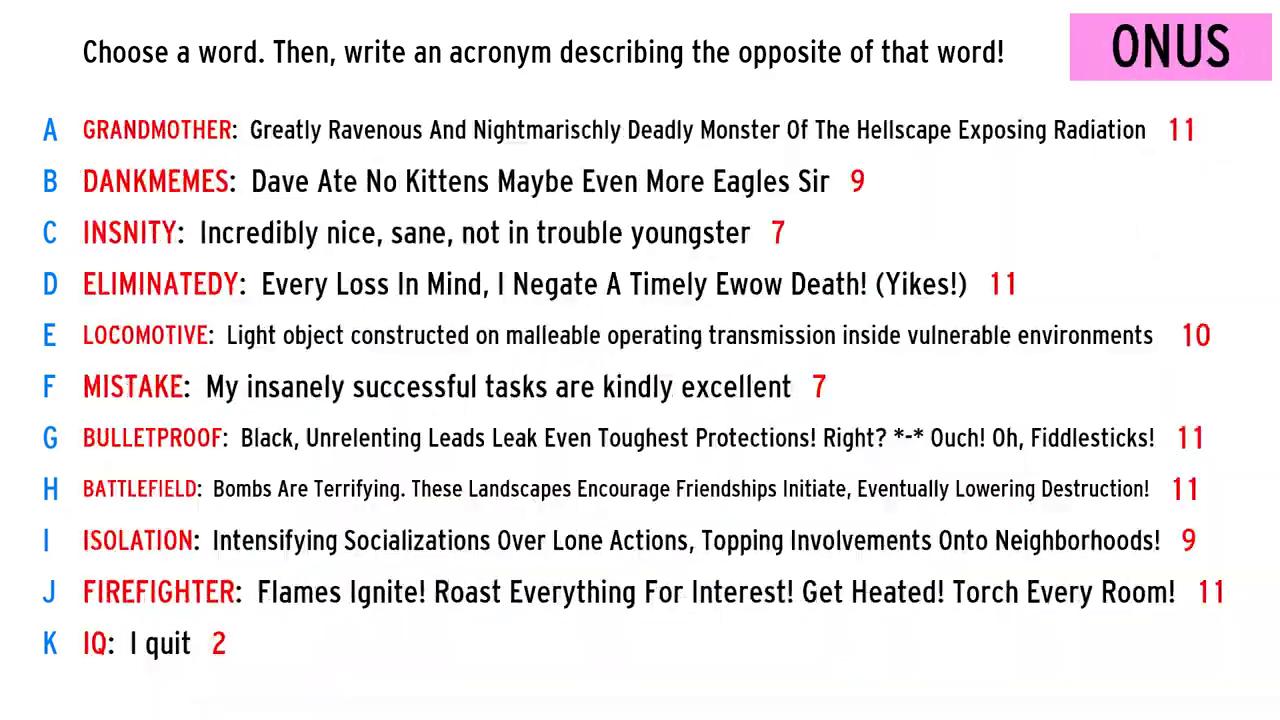 Choose a word. Then, write an acronym describing the opposite of that word!
ONUS
A GRANDMOTHER: Greatly Ravenous And Nightmarischly Deadly Monster Of The Hellscape Exposing Radiation 11
B DANKMEMES: Dave Ate No Kittens Maybe Even More Eagles Sir 9
C INSNITY: Incredibly nice, sane, not in trouble youngster 7
D ELIMINATEDY: Every Loss In Mind, I Negate A Timely Ewow Death! (Yikes!) 11
E LOCOMOTIVE: Light object constructed on malleable operating transmission inside vulnerable environments 10
F MISTAKE: My insanely successful tasks are kindly excellent 7
G BULLETPROOF: Black, Unrelenting Leads Leak Even Toughest Protections! Right? *-* Ouch! Oh, Fiddlesticks! 11
H BATTLEFIELD: Bombs Are Terrifying. These Landscapes Encourage Friendships Initiate, Eventually Lowering Destruction! 11
I ISOLATION: Intensifying Socializations Over Lone Actions, Topping Involvements Onto Neighborhoods! 9
J FIREFIGHTER: Flames Ignite! Roast Everything For Interest! Get Heated! Torch Every Room! 11
K IQ: I quit 2